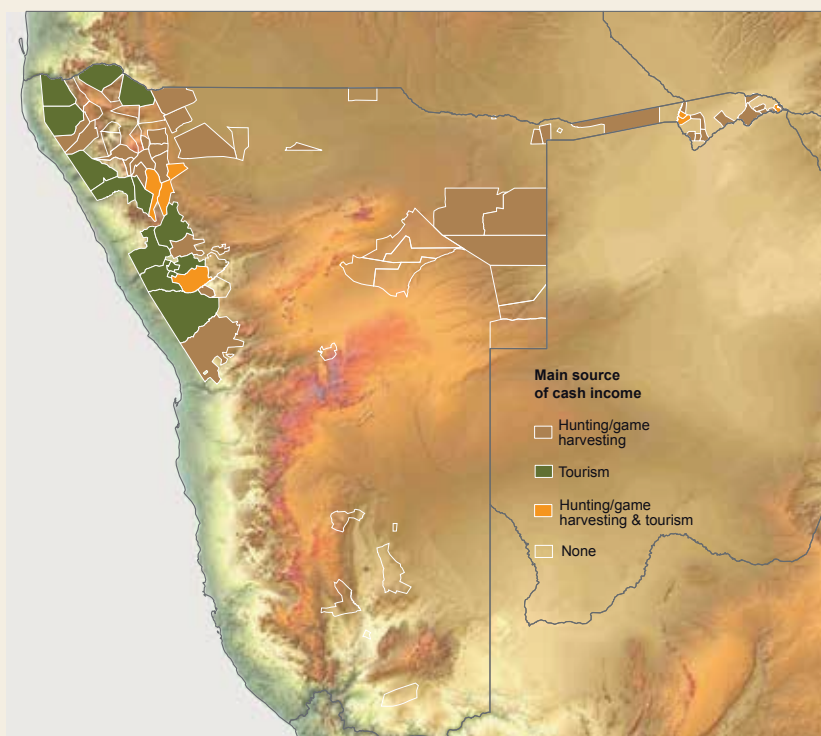 Main source
of cash income
Hunting/game
harvesting
Tourism
Hunting/game
harvesting & tourism
None